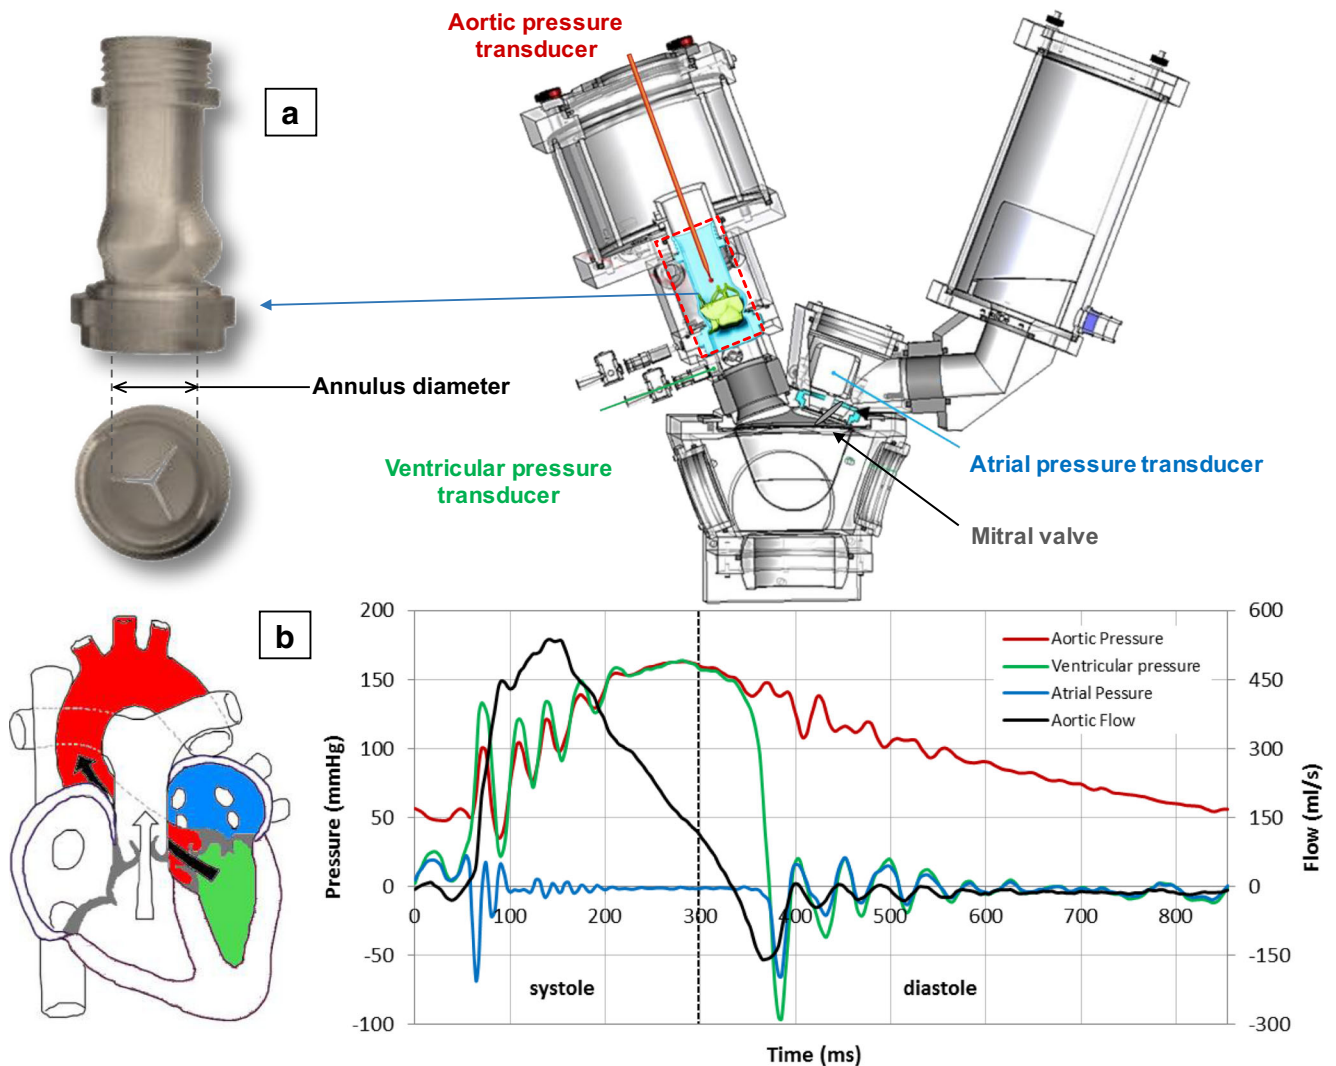 Aortic pressure
transducer
a
Annulus diameter
Ventricular pressure
transducer
Atrial pressure transducer
Mitral valve
b
200
150
100
50
0
-50
-100
Pressure (mmHg)
600
450
300
150
0
-150
-300
Flow (ml/s)
Aortic Pressure
Ventricular pressure
Atrial Pessure
Aortic Flow
0
100
200
300
400
500
600
700
800
systole
diastole
Time (ms)